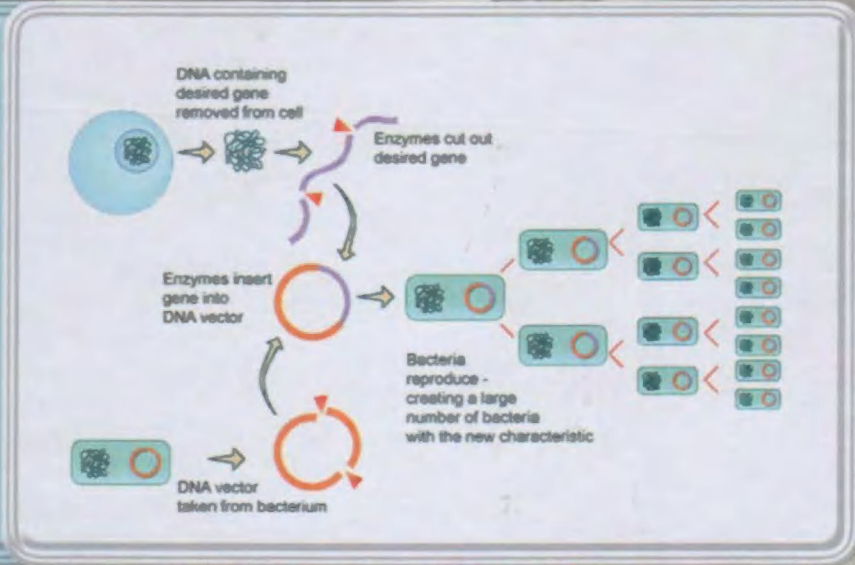 DNA containing
desired gene
removed from cell
Enzymes cut out
desired gene
Enzymes insert
gene into
DNA vector
Bacteria
reproduce -
creating a large
number of bacteria
with the new characteristic
DNA vector
taken from bacterium